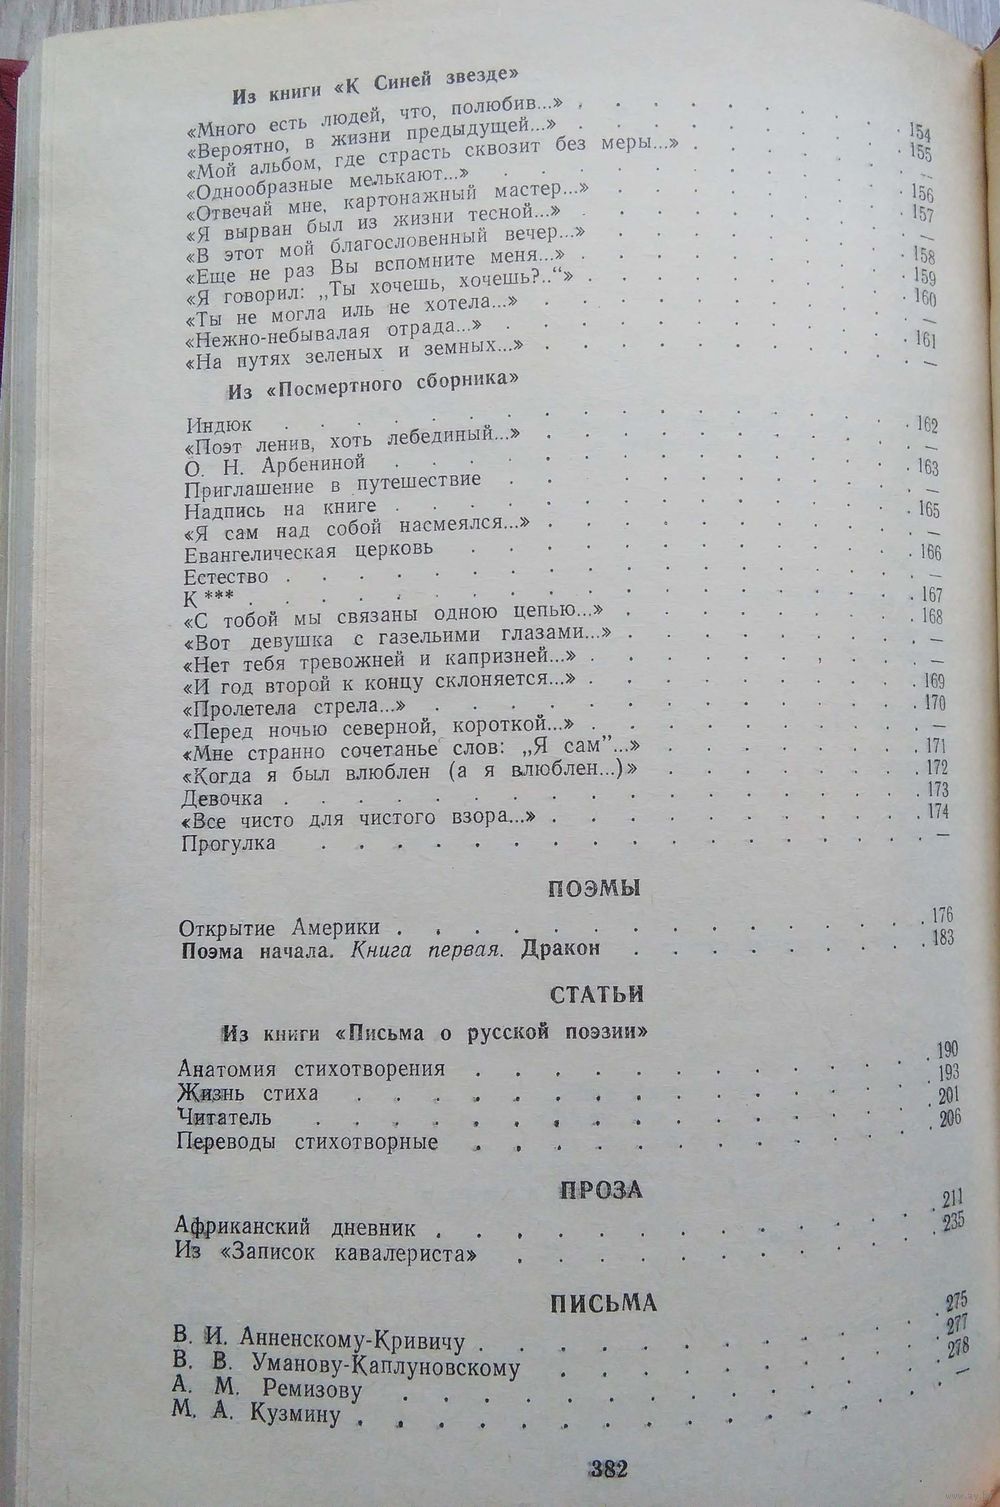 Из книги «К Синей звезде»
«Много есть людей, что, полюбив...» . . . . . . . . 154
«Вероятно, в жизни предыдущей...» . . . . . . . . 155
«Мой альбом, где страсть сквозит без меры...» . . . . . . —
«Однообразные мелькают...» . . . . . . . . . . 156
«Отвечай мне, картонажный мастер...» . . . . . . . . 157
«Я вырван был из жизни тесной...» . . . . . . . . —
«В этот мой благословенный вечер...» . . . . . . . . 158
«Еще не раз Вы вспомните меня...» . . . . . . . . 159
«Я говорил: „Ты хочешь, хочешь?..“» . . . . . . . . 160
«Ты не могла иль не хотела...» . . . . . . . . . —
«Нежно-небывалая отрада...» . . . . . . . . . . 161
«На путях зеленых и земных...» . . . . . . . . . —
Из «Посмертного сборника»
Индюк . . . . . . . . . . . . . . . 162
«Поэт ленив, хоть лебединый...» . . . . . . . . . —
О. Н. Арбениной . . . . . . . . . . . . . 163
Приглашение в путешествие . . . . . . . . . . —
Надпись на книге . . . . . . . . . . . . . 165
«Я сам над собой насмеялся...» . . . . . . . . . —
Евангелическая церковь . . . . . . . . . . . 166
Естество . . . . . . . . . . . . . . . —
К *** . . . . . . . . . . . . . . . . 167
«С тобой мы связаны одною цепью...» . . . . . . . 168
«Вот девушка с газельими глазами...» . . . . . . . —
«Нет тебя тревожней и капризней...» . . . . . . . . —
«И год второй к концу склоняется...» . . . . . . . . 169
«Пролетела стрела...» . . . . . . . . . . . . 170
«Перед ночью северной, короткой...» . . . . . . . . —
«Мне странно сочетанье слов: „Я сам”...» . . . . . . 171
«Когда я был влюблен (а я влюблен...)» . . . . . . 172
Девочка . . . . . . . . . . . . . . . 173
«Все чисто для чистого взора...» . . . . . . . . . 174
Прогулка . . . . . . . . . . . . . . —
ПОЭМЫ
Открытие Америки . . . . . . . . . . . . . 176
Поэма начала. Книга первая. Дракон . . . . . . . 183
СТАТЬИ
Из книги «Письма о русской поэзии»
Анатомия стихотворения . . . . . . . . . . . 190
Жизнь стиха . . . . . . . . . . . . . . 193
Читатель . . . . . . . . . . . . . . . 201
Переводы стихотворные . . . . . . . . . . . 206
ПРОЗА
Африканский дневник . . . . . . . . . . . . 211
Из «Записок кавалериста» . . . . . . . . . . 235
ПИСЬМА
В. И. Анненскому-Кривичу . . . . . . . . . . . 275
В. В. Уманову-Каплуновскому . . . . . . . . . 277
А. М. Ремизову . . . . . . . . . . . . . 278
М. А. Кузмину . . . . . . . . . . . . . . —
382
www.ay.by